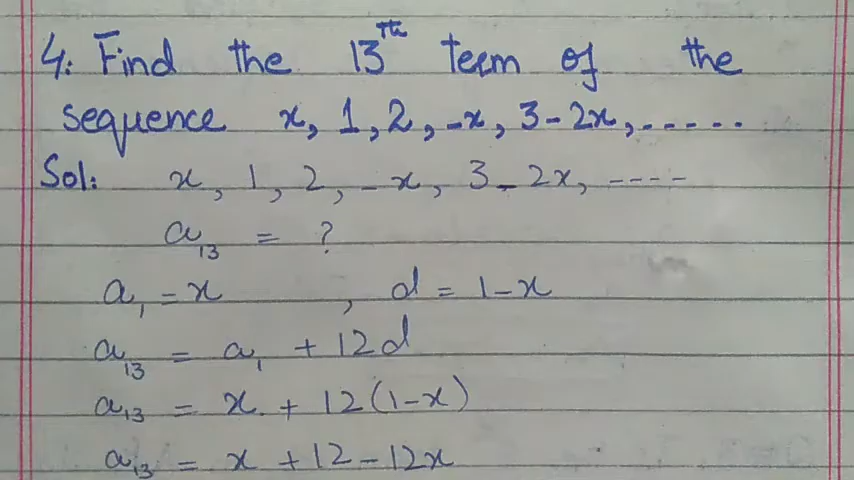 4: Find the 13th term of the
sequence x, 1, 2, -x, 3-2x, -----
Sol: x, 1, 2, -x, 3-2x, ----
a₁₃ = ?
a₁ = x , d = 1-x
a₁₃ = a₁ + 12d
a₁₃ = x + 12(1-x)
a₁₃ = x + 12 - 12x